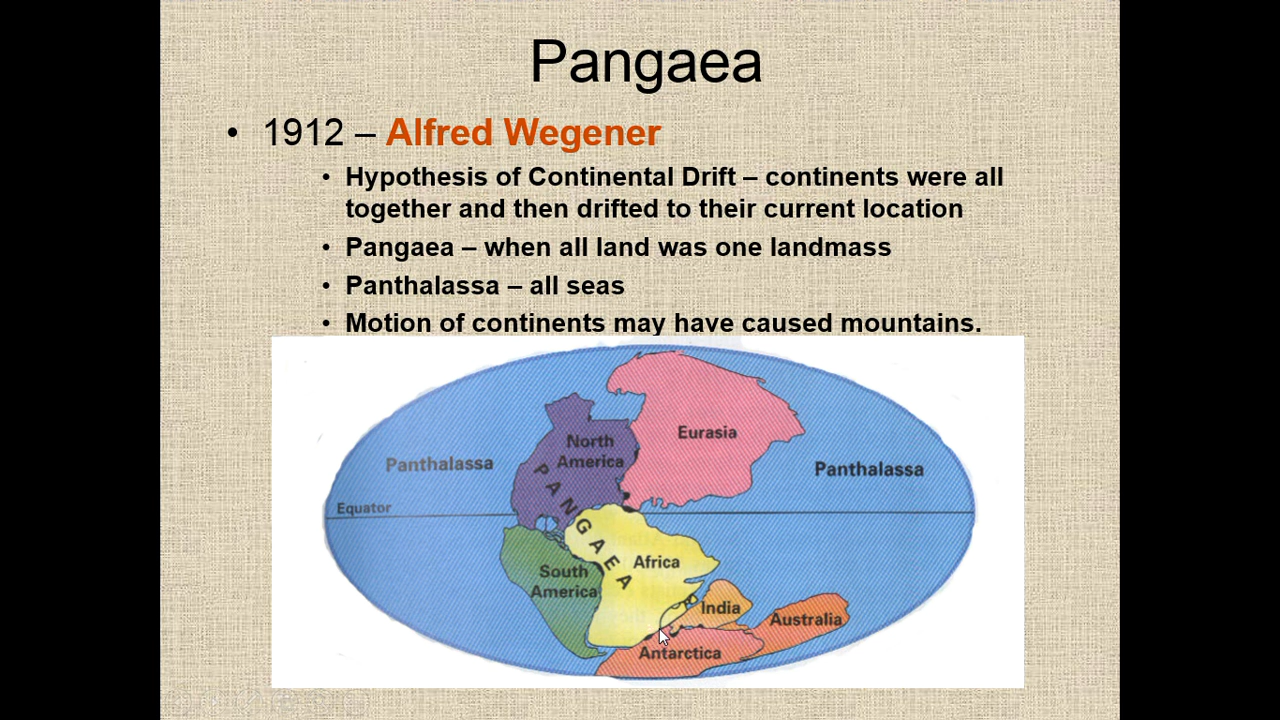 Pangaea
• 1912 – Alfred Wegener
• Hypothesis of Continental Drift – continents were all
together and then drifted to their current location
• Pangaea – when all land was one landmass
• Panthalassa – all seas
• Motion of continents may have caused mountains.
Eurasia
North
America
Panthalassa
Panthalassa
PANGAEA
Equator
Africa
South
America
India
Australia
Antarctica